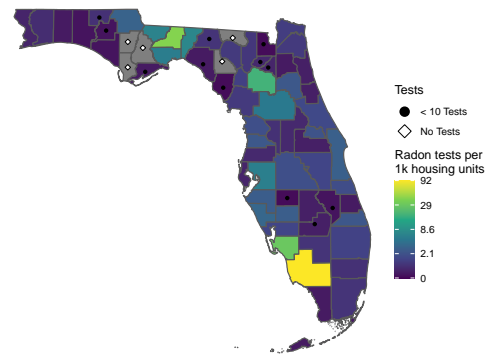 Tests
< 10 Tests
No Tests
Radon tests per
1k housing units
92
29
8.6
2.1
0